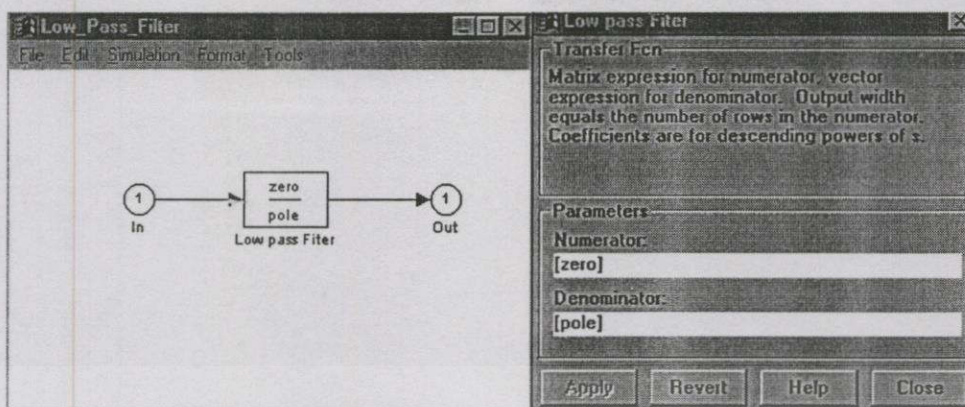 Low_Pass_Filter
File Edit Simulation Format Tools
1
In
zero
pole
Low pass Fiter
1
Out
Low pass Fiter
Transfer Fcn
Matrix expression for numerator, vector
expression for denominator. Output width
equals the number of rows in the numerator.
Coefficients are for descending powers of s.
Parameters
Numerator:
[zero]
Denominator:
[pole]
Apply Revert Help Close